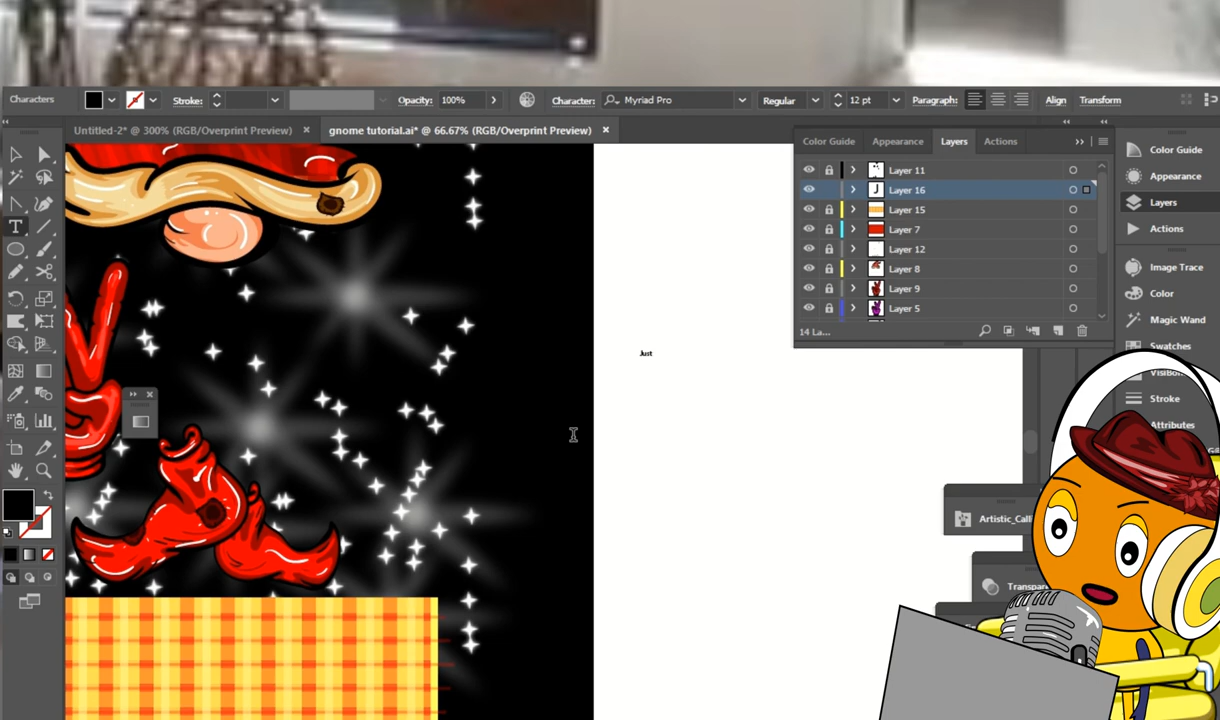 Characters Stroke: Opacity: 100% Character: Myriad Pro Regular 12 pt Paragraph: Align Transform
Untitled-2* @ 300% (RGB/Overprint Preview) × gnome tutorial.ai* @ 66.67% (RGB/Overprint Preview) ×
Color Guide Appearance Layers Actions
Layer 11
Layer 16
Layer 15
Layer 7
Layer 12
Layer 8
Layer 9
Layer 5
14 La...
Color Guide
Appearance
Layers
Actions
Image Trace
Color
Magic Wand
Swatches
Stroke
Attributes
Just
Artistic_Call
Transpar